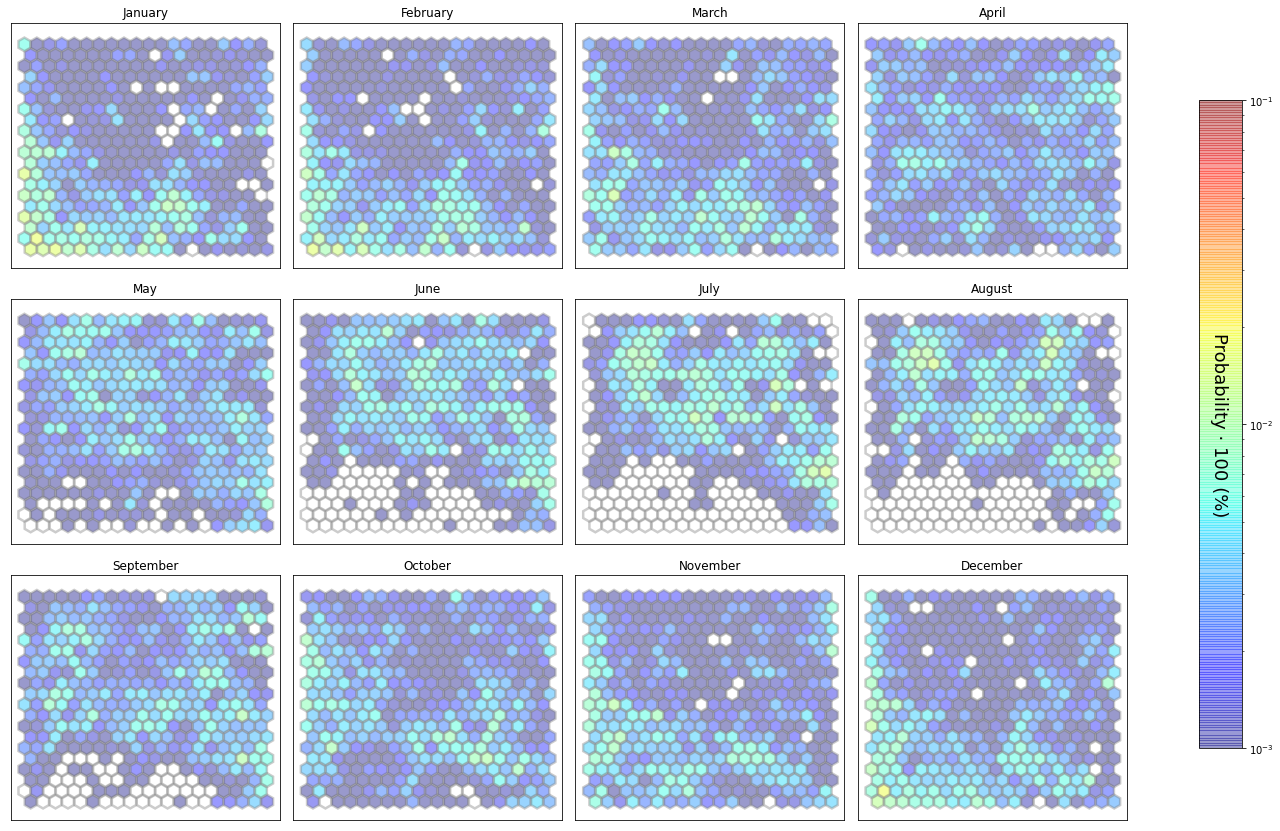 January
February
March
April
May
June
July
August
September
October
November
December
10⁻¹
10⁻²
10⁻³
Probability · 100 (%)